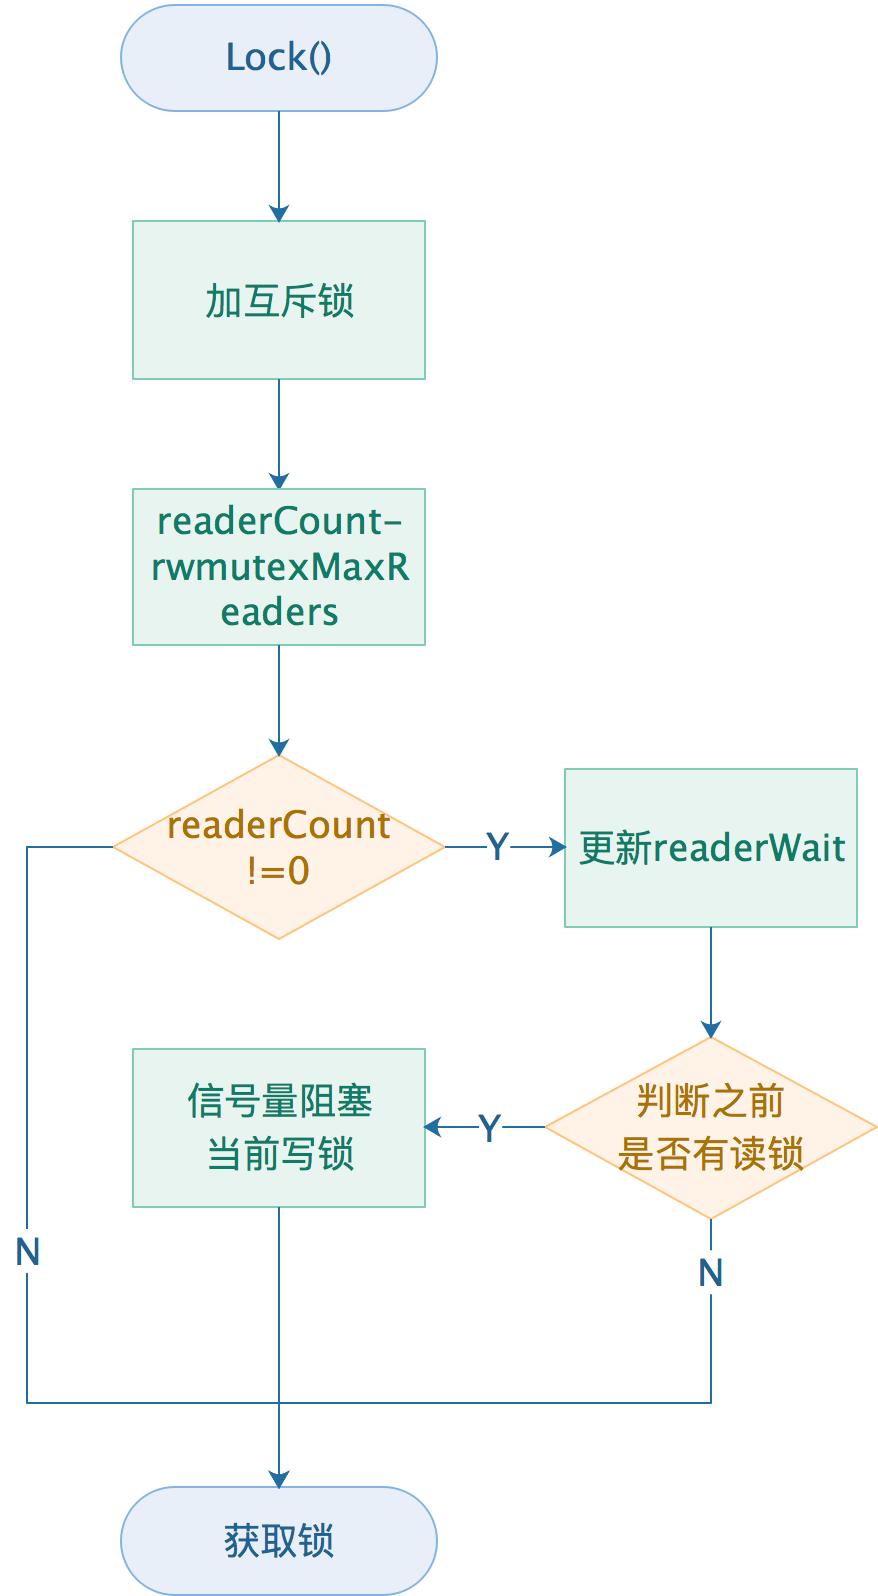 Lock()
加互斥锁
readerCount-
rwmutexMaxR
eaders
readerCount
!=0
Y
更新readerWait
判断之前
是否有读锁
Y
信号量阻塞
当前写锁
N
N
获取锁